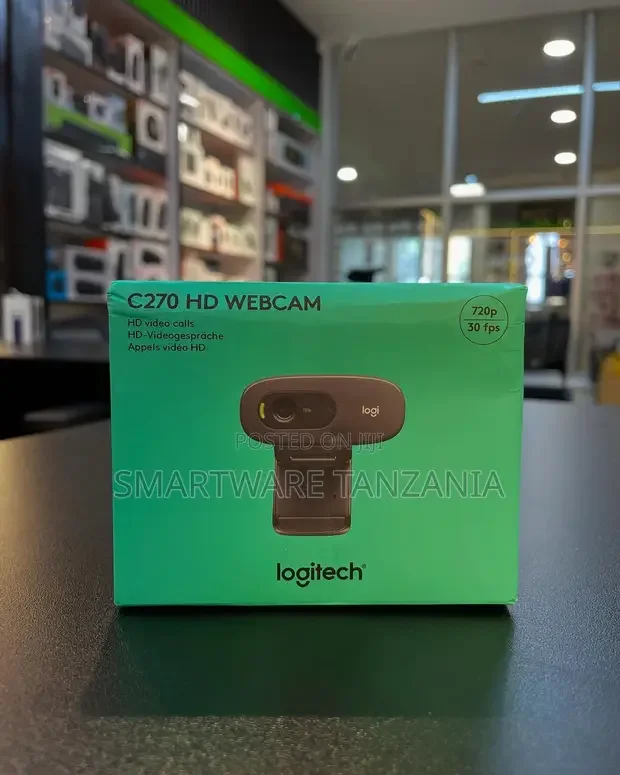 C270 HD WEBCAM
HD video calls
HD-Videogespräche
Appels vidéo HD
720p
30 fps
logi
POSTED ON JIJI
SMARTWARE TANZANIA
logitech®